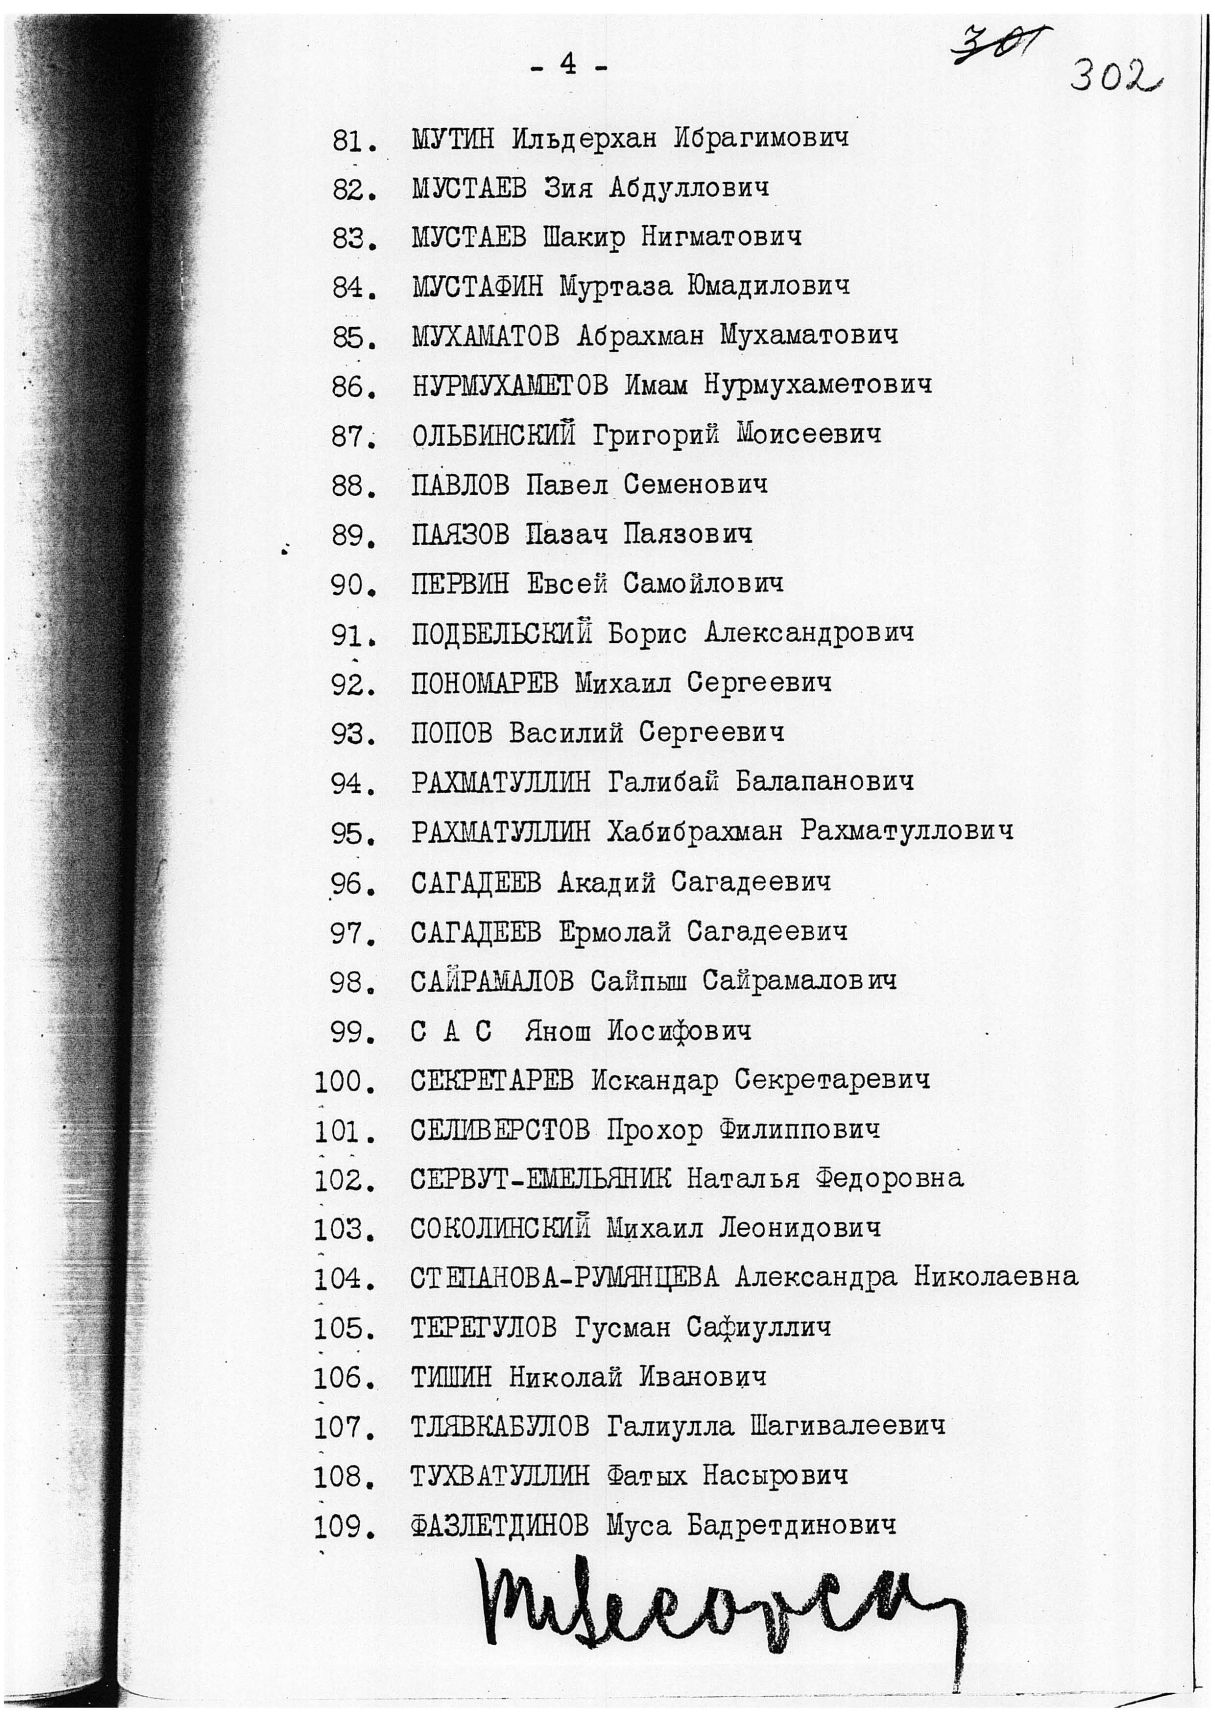 301
302
- 4 -
81. МУТИН Ильдерхан Ибрагимович
82. МУСТАЕВ Зия Абдуллович
83. МУСТАЕВ Шакир Нигматович
84. МУСТАФИН Муртаза Юмадилович
85. МУХАМАТОВ Абрахман Мухаматович
86. НУРМУХАМЕТОВ Имам Нурмухаметович
87. ОЛЬБИНСКИЙ Григорий Моисеевич
88. ПАВЛОВ Павел Семенович
89. ПАЯЗОВ Пазач Паязович
90. ПЕРВИН Евсей Самойлович
91. ПОДБЕЛЬСКИЙ Борис Александрович
92. ПОНОМАРЕВ Михаил Сергеевич
93. ПОПОВ Василий Сергеевич
94. РАХМАТУЛЛИН Галибай Балапанович
95. РАХМАТУЛЛИН Хабибрахман Рахматуллович
96. САГАДЕЕВ Акадий Сагадеевич
97. САГАДЕЕВ Ермолай Сагадеевич
98. САЙРАМАЛОВ Сайпыш Сайрамалович
99. С А С Янош Иосифович
100. СЕКРЕТАРЕВ Искандар Секретаревич
101. СЕЛИВЕРСТОВ Прохор Филиппович
102. СЕРВУТ-ЕМЕЛЬЯНИК Наталья Федоровна
103. СОКОЛИНСКИЙ Михаил Леонидович
104. СТЕПАНОВА-РУМЯНЦЕВА Александра Николаевна
105. ТЕРЕГУЛОВ Гусман Сафиуллич
106. ТИШИН Николай Иванович
107. ТЛЯВКАБУЛОВ Галиулла Шагивалеевич
108. ТУХВАТУЛЛИН Фатых Насырович
109. ФАЗЛЕТДИНОВ Муса Бадретдинович